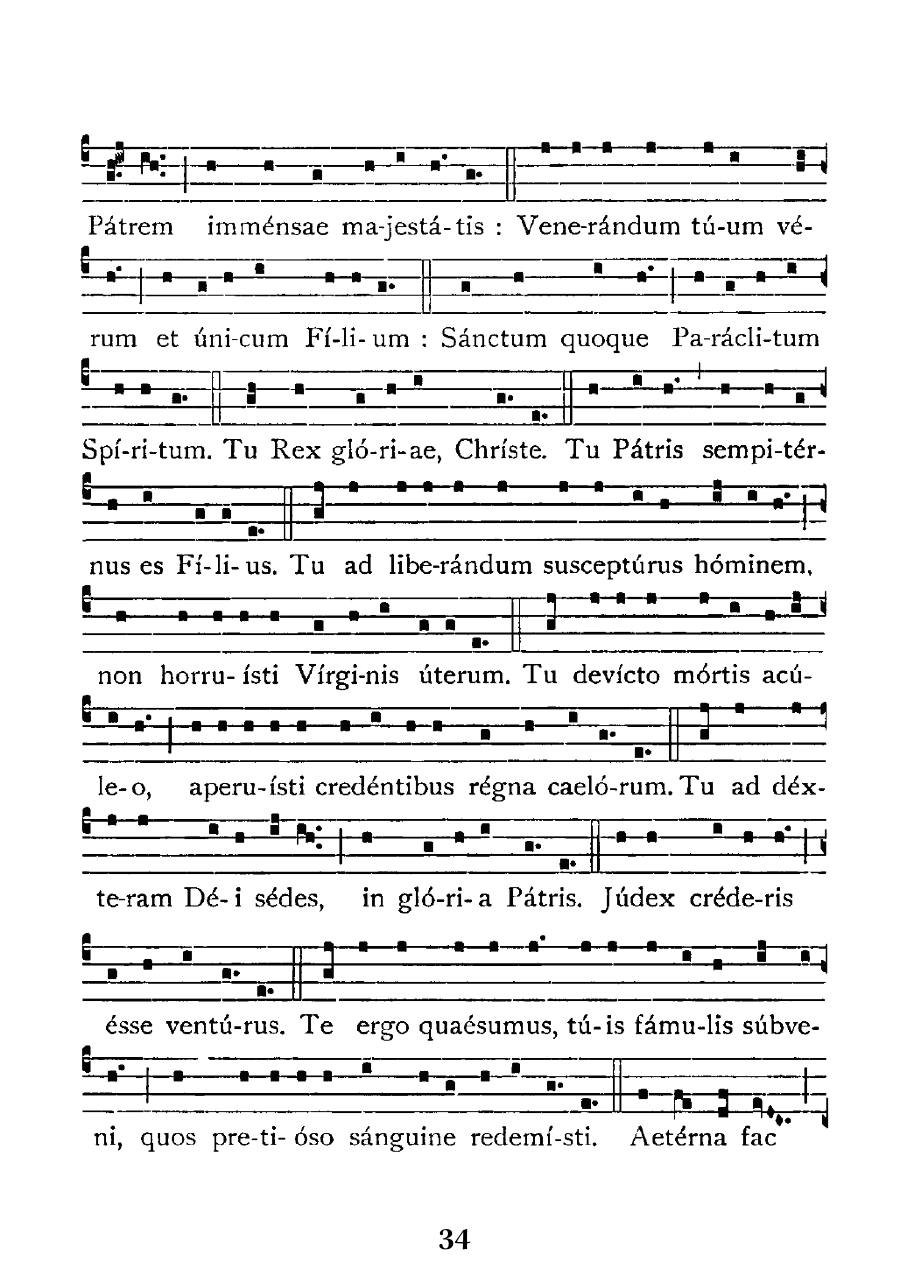 Pátrem imménsae ma-jestá-tis : Vene-rándum tú-um vé-
rum et úni-cum Fí-li-um : Sánctum quoque Pa-rácli-tum
Spí-ri-tum. Tu Rex gló-ri-ae, Chríste. Tu Pátris sempi-tér-
nus es Fí-li-us. Tu ad libe-rándum susceptúrus hóminem,
non horru-ísti Vírgi-nis úterum. Tu devícto mórtis acú-
le-o, aperu-ísti credéntibus régna caeló-rum. Tu ad déx-
te-ram Dé-i sédes, in gló-ri-a Pátris. Júdex créde-ris
ésse ventú-rus. Te ergo quaésumus, tú-is fámu-lis súbve-
ni, quos pre-ti-óso sánguine redemí-sti. Aetérna fac
34